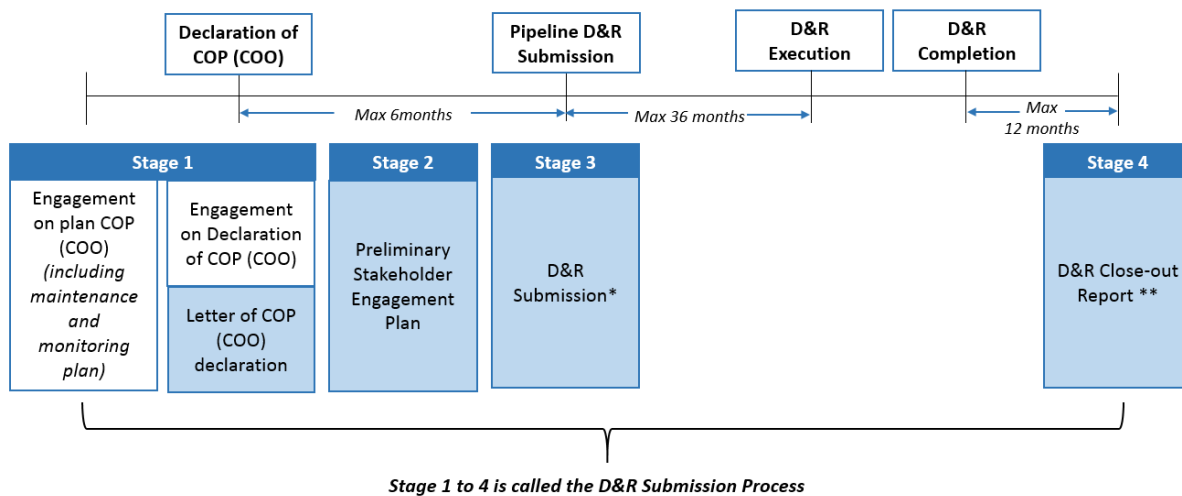 Declaration of
COP (COO)
Pipeline D&R
Submission
D&R
Execution
D&R
Completion
Max 6months
Max 36 months
Max
12 months
Stage 1
Engagement
on plan COP
(COO)
(including
maintenance
and
monitoring
plan)
Engagement
on Declaration
of COP (COO)
Letter of COP
(COO)
declaration
Stage 2
Preliminary
Stakeholder
Engagement
Plan
Stage 3
D&R
Submission*
Stage 4
D&R Close-out
Report **
Stage 1 to 4 is called the D&R Submission Process